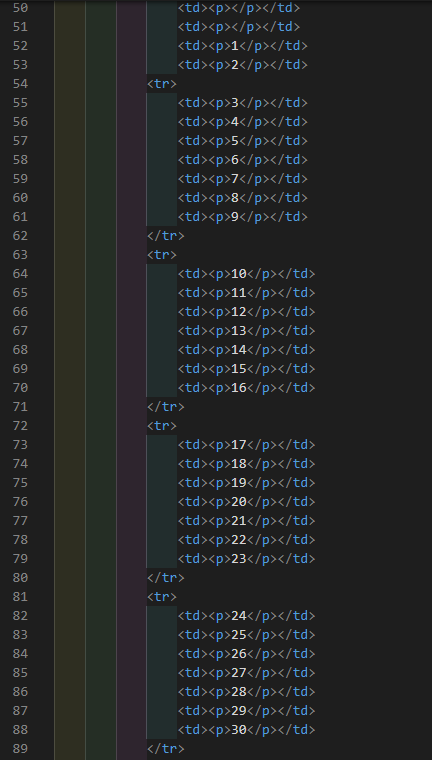 50 <td><p></p></td>
51 <td><p></p></td>
52 <td><p>1</p></td>
53 <td><p>2</p></td>
54 <tr>
55 <td><p>3</p></td>
56 <td><p>4</p></td>
57 <td><p>5</p></td>
58 <td><p>6</p></td>
59 <td><p>7</p></td>
60 <td><p>8</p></td>
61 <td><p>9</p></td>
62 </tr>
63 <tr>
64 <td><p>10</p></td>
65 <td><p>11</p></td>
66 <td><p>12</p></td>
67 <td><p>13</p></td>
68 <td><p>14</p></td>
69 <td><p>15</p></td>
70 <td><p>16</p></td>
71 </tr>
72 <tr>
73 <td><p>17</p></td>
74 <td><p>18</p></td>
75 <td><p>19</p></td>
76 <td><p>20</p></td>
77 <td><p>21</p></td>
78 <td><p>22</p></td>
79 <td><p>23</p></td>
80 </tr>
81 <tr>
82 <td><p>24</p></td>
83 <td><p>25</p></td>
84 <td><p>26</p></td>
85 <td><p>27</p></td>
86 <td><p>28</p></td>
87 <td><p>29</p></td>
88 <td><p>30</p></td>
89 </tr>